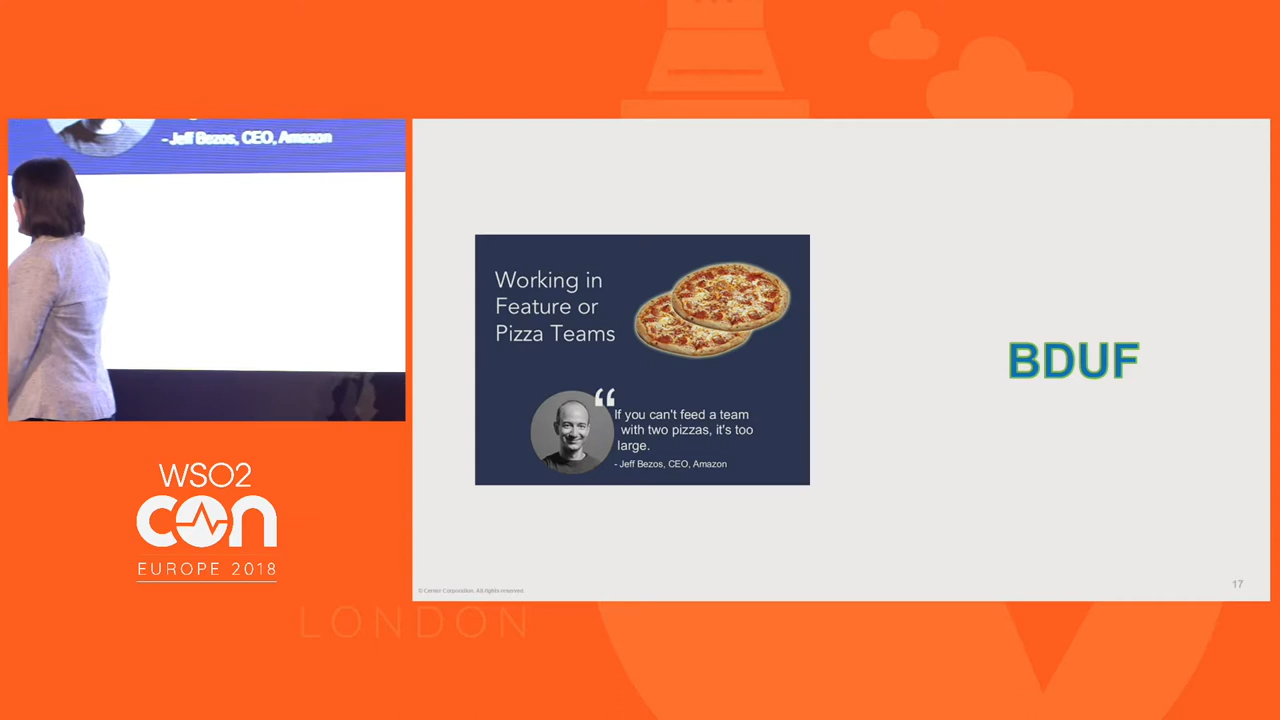 - Jeff Bezos, CEO, Amazon
WSO2
con
EUROPE 2018
LONDON
Working in
Feature or
Pizza Teams
“
If you can't feed a team
with two pizzas, it's too
large.
- Jeff Bezos, CEO, Amazon
BDUF
© Cerner Corporation. All rights reserved.
17